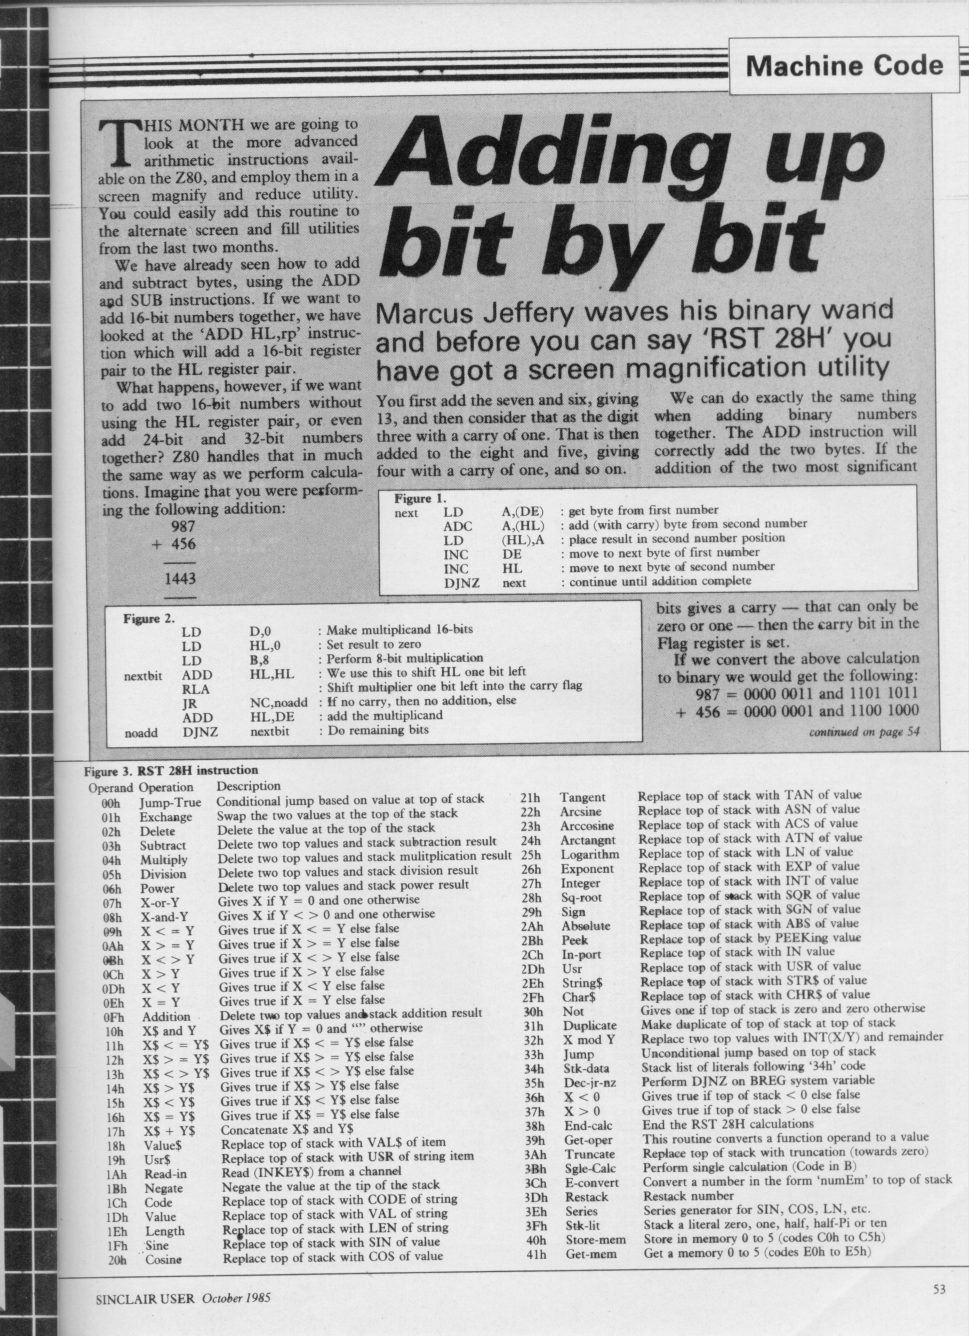 Machine Code
THIS MONTH we are going to
look at the more advanced
arithmetic instructions avail-
able on the Z80, and employ them in a
screen magnify and reduce utility.
You could easily add this routine to
the alternate screen and fill utilities
from the last two months.
We have already seen how to add
and subtract bytes, using the ADD
and SUB instructions. If we want to
add 16-bit numbers together, we have
looked at the ‘ADD HL,rp’ instruc-
tion which will add a 16-bit register
pair to the HL register pair.
What happens, however, if we want
to add two 16-bit numbers without
using the HL register pair, or even
add 24-bit and 32-bit numbers
together? Z80 handles that in much
the same way as we perform calcula-
tions. Imagine that you were perform-
ing the following addition:
987
+ 456
1443
Adding up
bit by bit
Marcus Jeffery waves his binary wand
and before you can say ‘RST 28H’ you
have got a screen magnification utility
You first add the seven and six, giving
13, and then consider that as the digit
three with a carry of one. That is then
added to the eight and five, giving
four with a carry of one, and so on.
We can do exactly the same thing
when adding binary numbers
together. The ADD instruction will
correctly add the two bytes. If the
addition of the two most significant
Figure 1.
next LD A,(DE) : get byte from first number
ADC A,(HL) : add (with carry) byte from second number
LD (HL),A : place result in second number position
INC DE : move to next byte of first number
INC HL : move to next byte of second number
DJNZ next : continue until addition complete
Figure 2.
LD D,0 : Make multiplicand 16-bits
LD HL,0 : Set result to zero
LD B,8 : Perform 8-bit multiplication
nextbit ADD HL,HL : We use this to shift HL one bit left
RLA : Shift multiplier one bit left into the carry flag
JR NC,noadd : If no carry, then no addition, else
ADD HL,DE : add the multiplicand
noadd DJNZ nextbit : Do remaining bits
bits gives a carry — that can only be
zero or one — then the carry bit in the
Flag register is set.
If we convert the above calculation
to binary we would get the following:
987 = 0000 0011 and 1101 1011
+ 456 = 0000 0001 and 1100 1000
continued on page 54
Figure 3. RST 28H instruction
Operand Operation Description
00h Jump-True Conditional jump based on value at top of stack
01h Exchange Swap the two values at the top of the stack
02h Delete Delete the value at the top of the stack
03h Subtract Delete two top values and stack subtraction result
04h Multiply Delete two top values and stack mulitplication result
05h Division Delete two top values and stack division result
06h Power Delete two top values and stack power result
07h X-or-Y Gives X if Y = 0 and one otherwise
08h X-and-Y Gives X if Y < > 0 and one otherwise
09h X < = Y Gives true if X < = Y else false
0Ah X > = Y Gives true if X > = Y else false
0Bh X < > Y Gives true if X < > Y else false
0Ch X > Y Gives true if X > Y else false
0Dh X < Y Gives true if X < Y else false
0Eh X = Y Gives true if X = Y else false
0Fh Addition Delete two top values and stack addition result
10h X$ and Y Gives X$ if Y = 0 and “” otherwise
11h X$ < = Y$ Gives true if X$ < = Y$ else false
12h X$ > = Y$ Gives true if X$ > = Y$ else false
13h X$ < > Y$ Gives true if X$ < > Y$ else false
14h X$ > Y$ Gives true if X$ > Y$ else false
15h X$ < Y$ Gives true if X$ < Y$ else false
16h X$ = Y$ Gives true if X$ = Y$ else false
17h X$ + Y$ Concatenate X$ and Y$
18h Value$ Replace top of stack with VAL$ of item
19h Usr$ Replace top of stack with USR of string item
1Ah Read-in Read (INKEY$) from a channel
1Bh Negate Negate the value at the tip of the stack
1Ch Code Replace top of stack with CODE of string
1Dh Value Replace top of stack with VAL of string
1Eh Length Replace top of stack with LEN of string
1Fh Sine Replace top of stack with SIN of value
20h Cosine Replace top of stack with COS of value
21h Tangent Replace top of stack with TAN of value
22h Arcsine Replace top of stack with ASN of value
23h Arccosine Replace top of stack with ACS of value
24h Arctangnt Replace top of stack with ATN of value
25h Logarithm Replace top of stack with LN of value
26h Exponent Replace top of stack with EXP of value
27h Integer Replace top of stack with INT of value
28h Sq-root Replace top of stack with SQR of value
29h Sign Replace top of stack with SGN of value
2Ah Absolute Replace top of stack with ABS of value
2Bh Peek Replace top of stack by PEEKing value
2Ch In-port Replace top of stack with IN value
2Dh Usr Replace top of stack with USR of value
2Eh String$ Replace top of stack with STR$ of value
2Fh Char$ Replace top of stack with CHR$ of value
30h Not Gives one if top of stack is zero and zero otherwise
31h Duplicate Make duplicate of top of stack at top of stack
32h X mod Y Replace two top values with INT(X/Y) and remainder
33h Jump Unconditional jump based on top of stack
34h Stk-data Stack list of literals following ‘34h’ code
35h Dec-jr-nz Perform DJNZ on BREG system variable
36h X < 0 Gives true if top of stack < 0 else false
37h X > 0 Gives true if top of stack > 0 else false
38h End-calc End the RST 28H calculations
39h Get-oper This routine converts a function operand to a value
3Ah Truncate Replace top of stack with truncation (towards zero)
3Bh Sgle-Calc Perform single calculation (Code in B)
3Ch E-convert Convert a number in the form ‘numEm’ to top of stack
3Dh Restack Restack number
3Eh Series Series generator for SIN, COS, LN, etc.
3Fh Stk-lit Stack a literal zero, one, half, half-Pi or ten
40h Store-mem Store in memory 0 to 5 (codes C0h to C5h)
41h Get-mem Get a memory 0 to 5 (codes E0h to E5h)
SINCLAIR USER October 1985
53